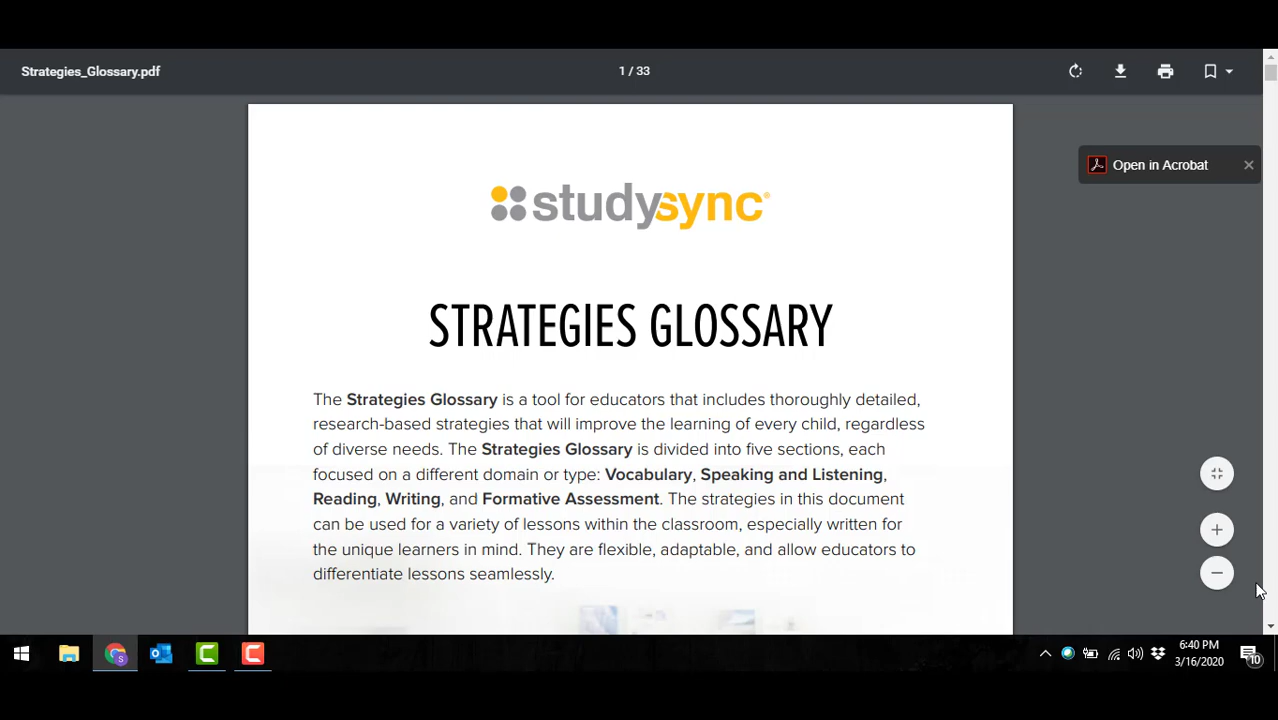 Strategies_Glossary.pdf
1 / 33
Open in Acrobat
studysync®
STRATEGIES GLOSSARY
The Strategies Glossary is a tool for educators that includes thoroughly detailed,
research-based strategies that will improve the learning of every child, regardless
of diverse needs. The Strategies Glossary is divided into five sections, each
focused on a different domain or type: Vocabulary, Speaking and Listening,
Reading, Writing, and Formative Assessment. The strategies in this document
can be used for a variety of lessons within the classroom, especially written for
the unique learners in mind. They are flexible, adaptable, and allow educators to
differentiate lessons seamlessly.
6:40 PM
3/16/2020
10